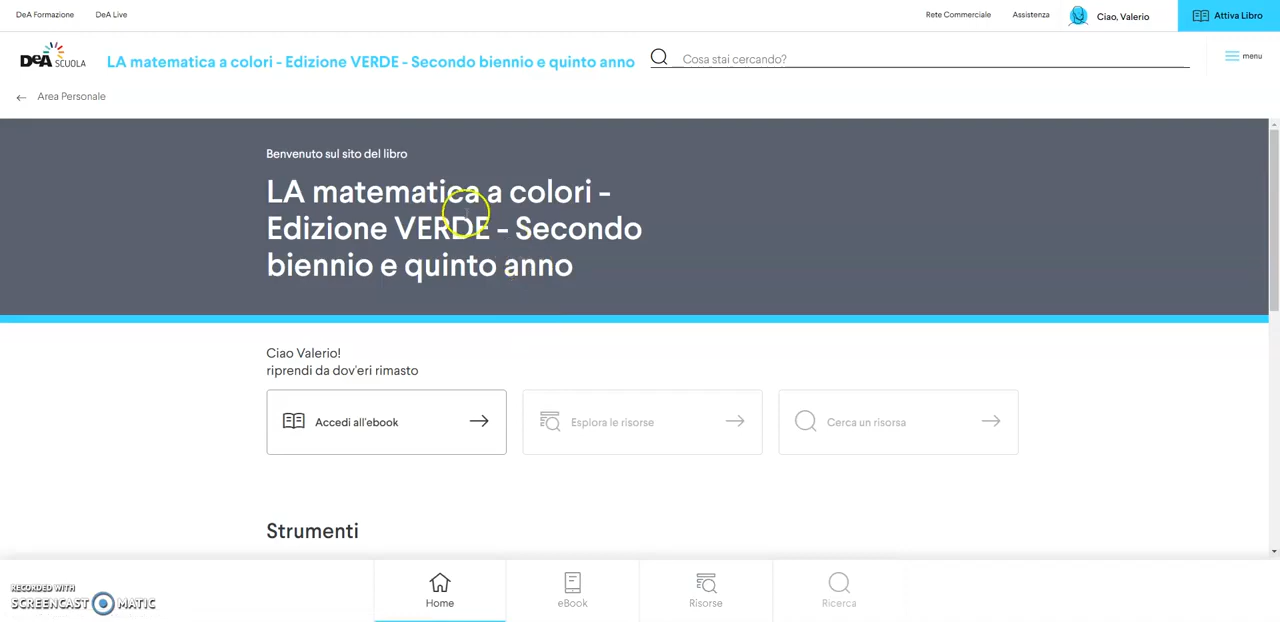 DeA Formazione
DeA Live
Rete Commerciale
Assistenza
Ciao, Valerio
Attiva Libro
DeA SCUOLA
LA matematica a colori - Edizione VERDE - Secondo biennio e quinto anno
Cosa stai cercando?
menu
Area Personale
Benvenuto sul sito del libro
LA matematica a colori -
Edizione VERDE - Secondo
biennio e quinto anno
Ciao Valerio!
riprendi da dov'eri rimasto
Accedi all'ebook
Esplora le risorse
Cerca un risorsa
Strumenti
Home
eBook
Risorse
Ricerca
RECORDED WITH
SCREENCAST MATIC